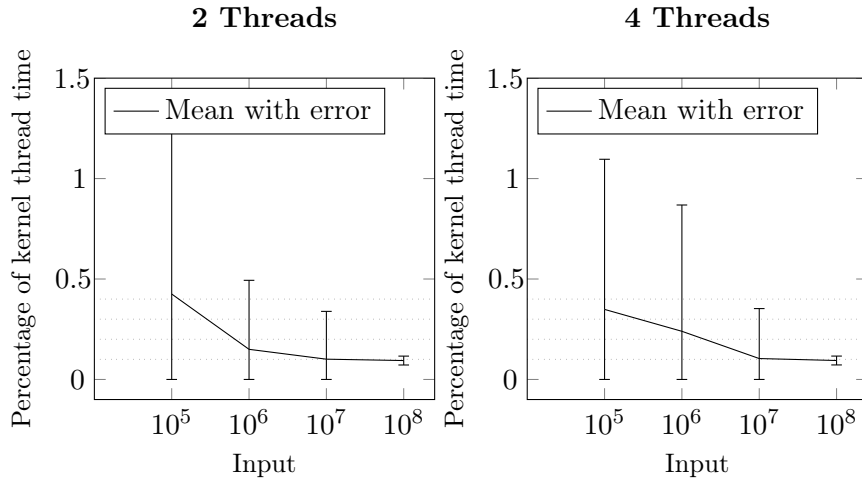 2 Threads
Percentage of kernel thread time
1.5
1
0.5
0
Mean with error
10^5 10^6 10^7 10^8
Input
4 Threads
Percentage of kernel thread time
1.5
1
0.5
0
Mean with error
10^5 10^6 10^7 10^8
Input